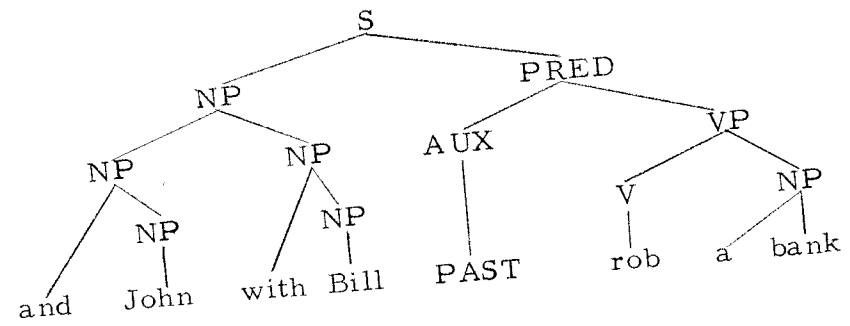 S
NP PRED
NP NP AUX VP
NP NP V NP
and John with Bill PAST rob a bank